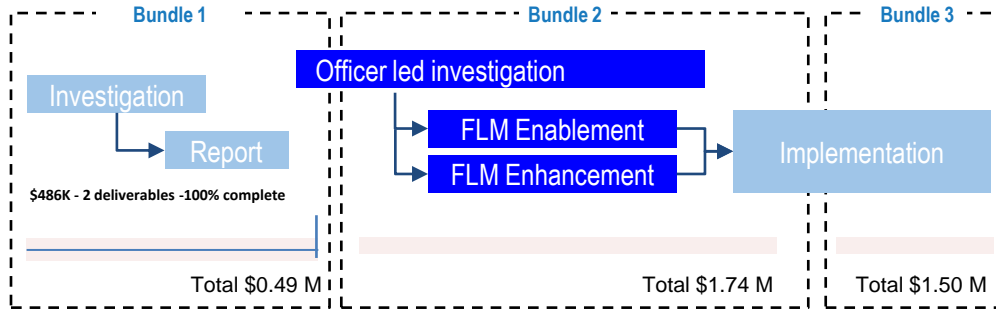 Bundle 1
Bundle 2
Bundle 3
Officer led investigation
Investigation
FLM Enablement
Report
Implementation
FLM Enhancement
$486K - 2 deliverables -100% complete
Total $0.49 M
Total $1.74 M
Total $1.50 M